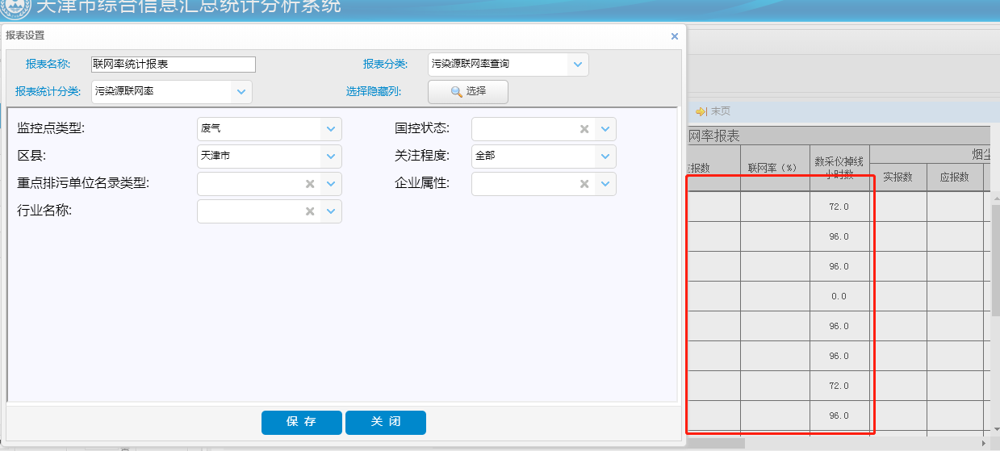 天津市综合信息汇总统计分析系统
报表设置
报表名称: 联网率统计报表 报表分类: 污染源联网率查询
报表统计分类: 污染源联网率 选择隐藏列: 选择
监控点类型: 废气 国控状态:
区县: 天津市 关注程度: 全部
重点排污单位名录类型: 企业属性:
行业名称:
保存 关闭
末页
网率报表
报数 联网率(%) 数采仪掉线
小时数
烟尘
实报数 应报数
72.0
96.0
96.0
0.0
96.0
96.0
72.0
96.0